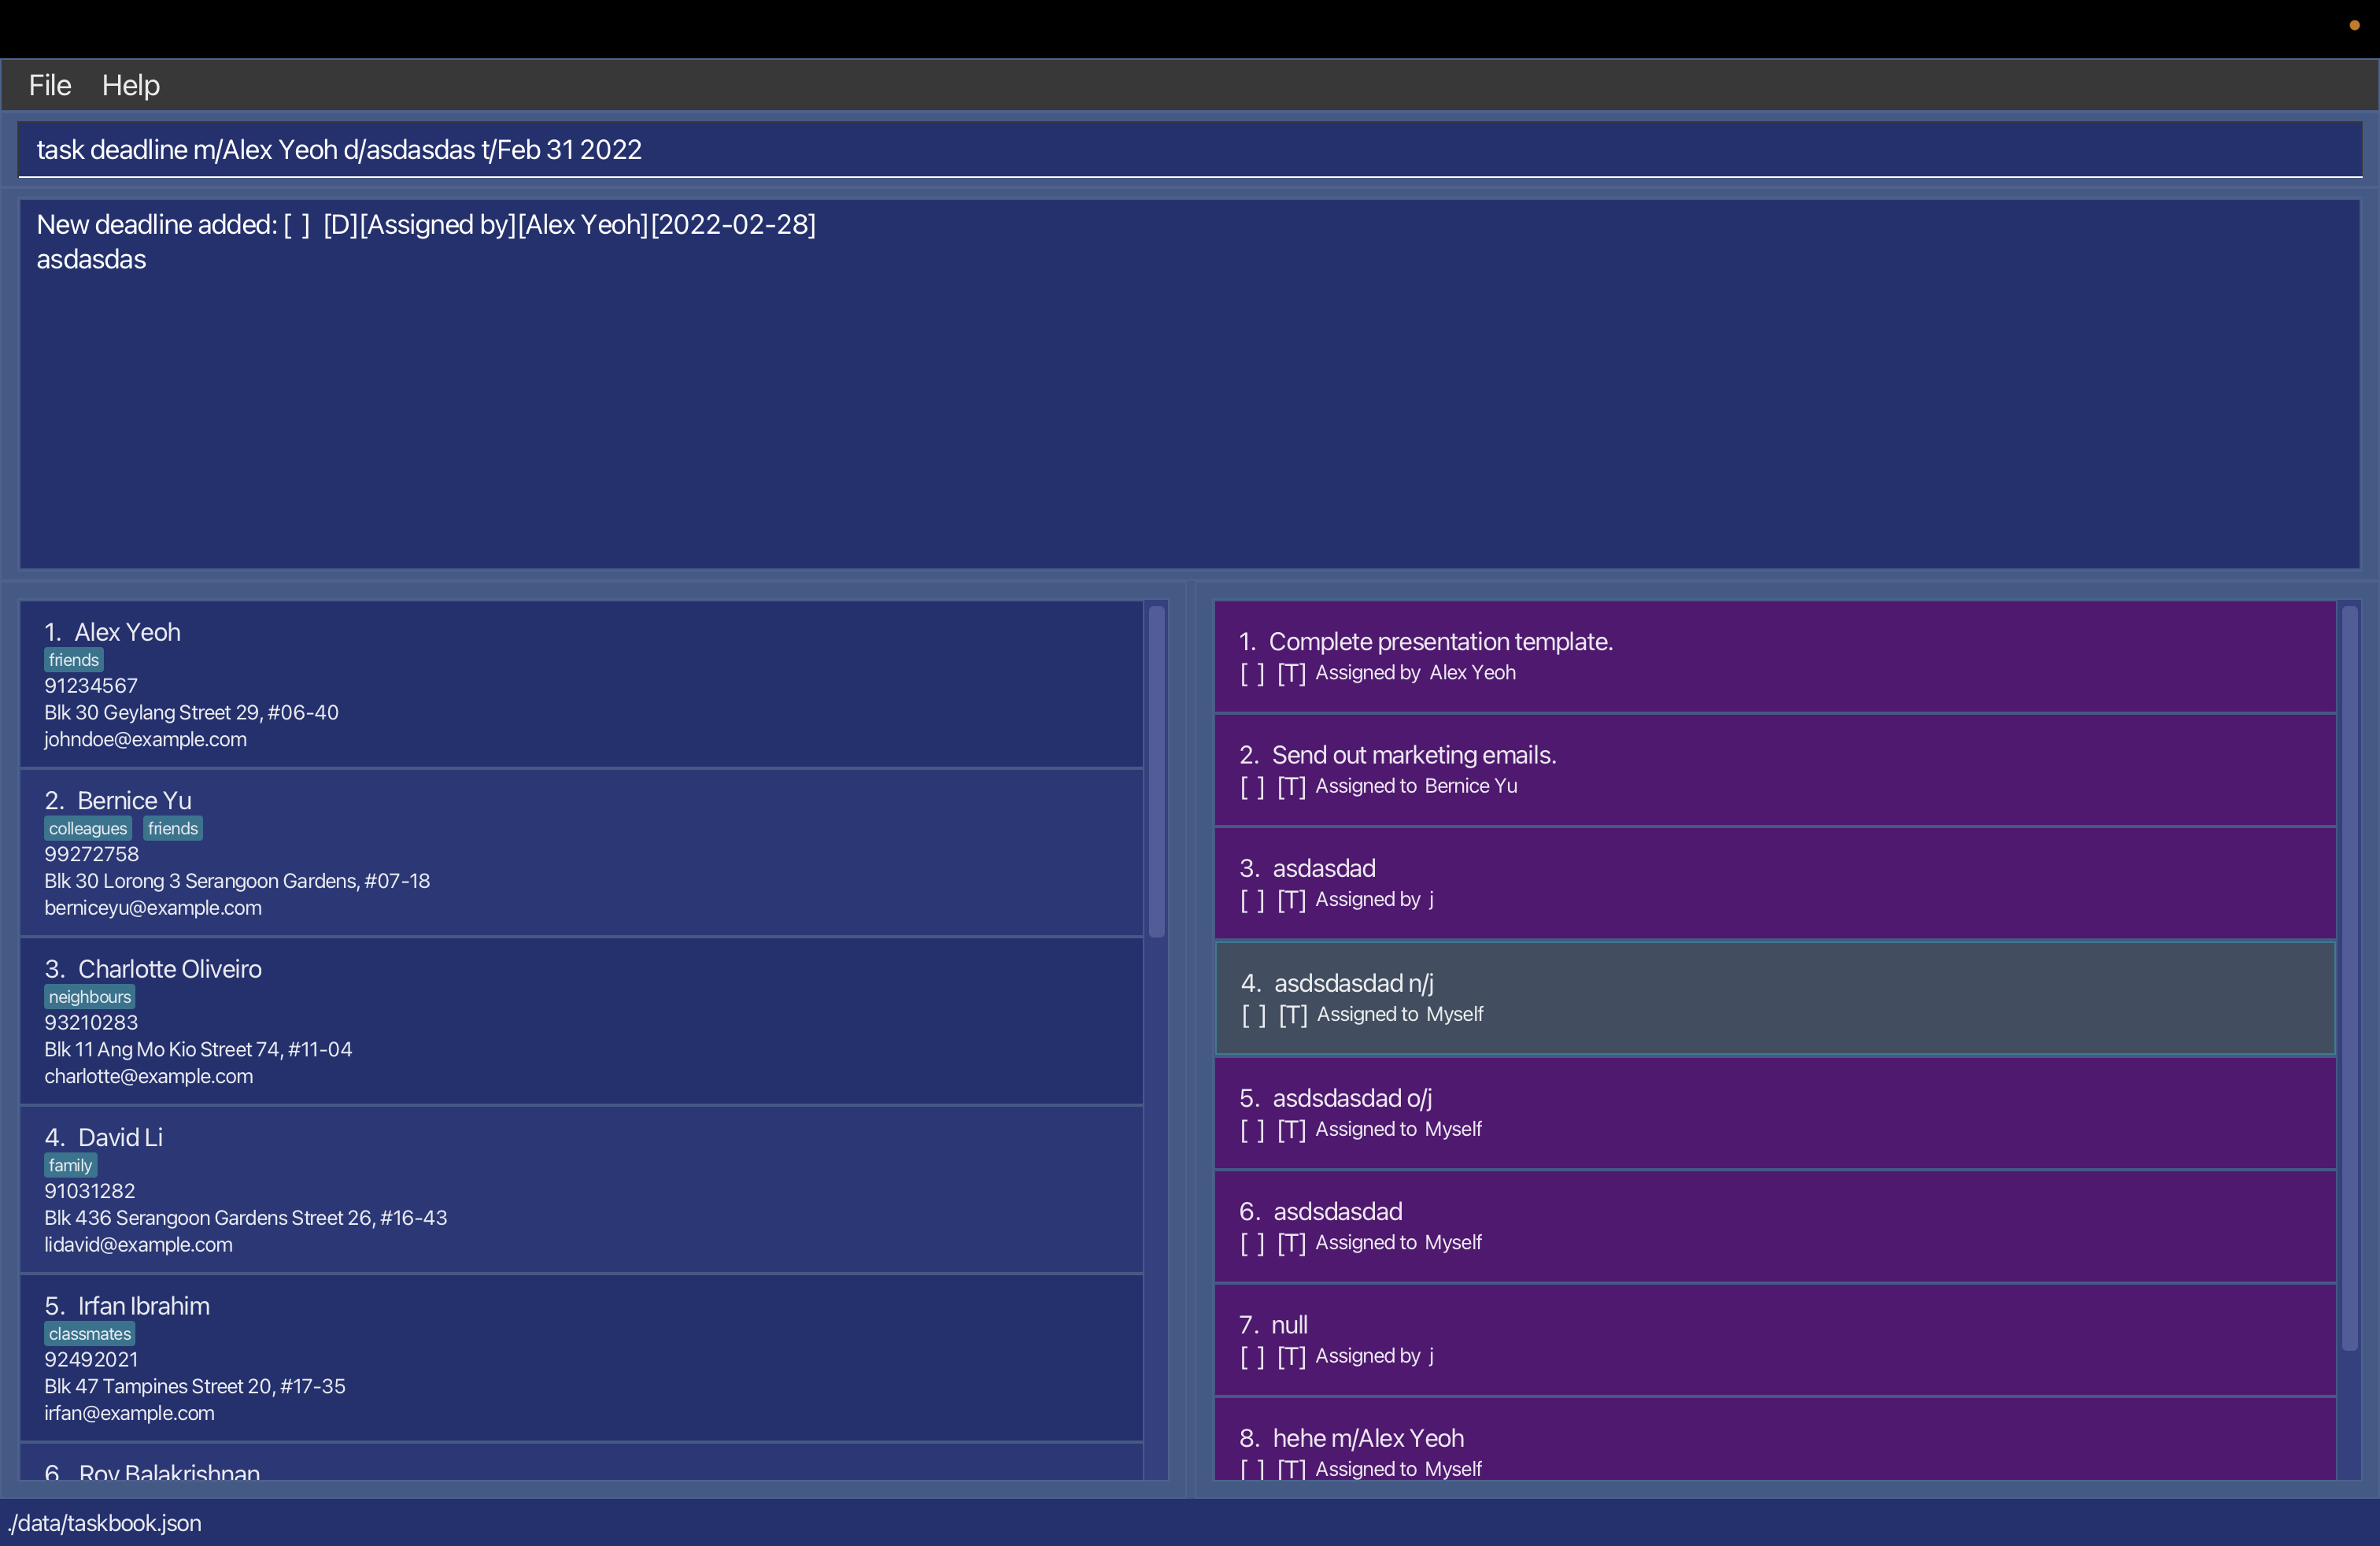 File Help
task deadline m/Alex Yeoh d/asdasdas t/Feb 31 2022
New deadline added: [ ] [D][Assigned by][Alex Yeoh][2022-02-28]
asdasdas
1. Alex Yeoh
friends
91234567
Blk 30 Geylang Street 29, #06-40
johndoe@example.com
2. Bernice Yu
colleagues friends
99272758
Blk 30 Lorong 3 Serangoon Gardens, #07-18
berniceyu@example.com
3. Charlotte Oliveiro
neighbours
93210283
Blk 11 Ang Mo Kio Street 74, #11-04
charlotte@example.com
4. David Li
family
91031282
Blk 436 Serangoon Gardens Street 26, #16-43
lidavid@example.com
5. Irfan Ibrahim
classmates
92492021
Blk 47 Tampines Street 20, #17-35
irfan@example.com
6. Roy Balakrishnan
1. Complete presentation template.
[ ] [T] Assigned by Alex Yeoh
2. Send out marketing emails.
[ ] [T] Assigned to Bernice Yu
3. asdasdad
[ ] [T] Assigned by j
4. asdsdasdad n/j
[ ] [T] Assigned to Myself
5. asdsdasdad o/j
[ ] [T] Assigned to Myself
6. asdsdasdad
[ ] [T] Assigned to Myself
7. null
[ ] [T] Assigned by j
8. hehe m/Alex Yeoh
[ ] [T] Assigned to Myself
./data/taskbook.json